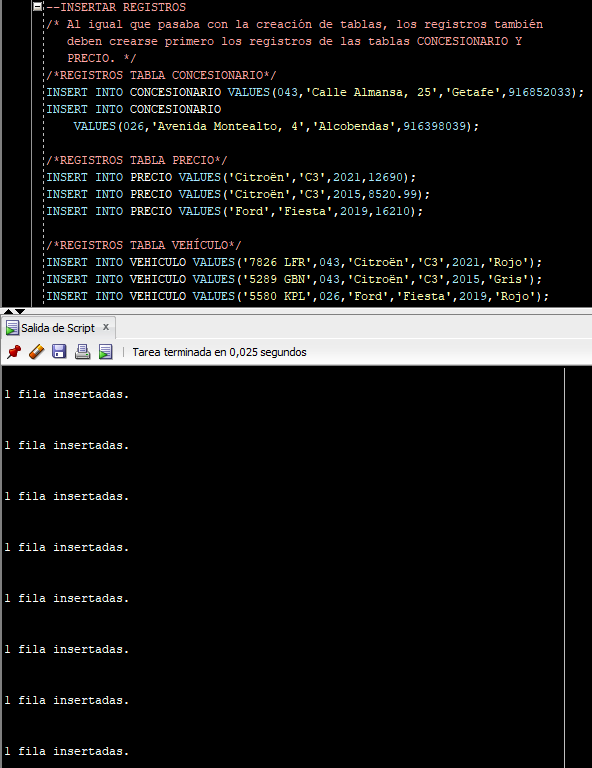 --INSERTAR REGISTROS
/* Al igual que pasaba con la creación de tablas, los registros también
deben crearse primero los registros de las tablas CONCESIONARIO Y
PRECIO. */
/*REGISTROS TABLA CONCESIONARIO*/
INSERT INTO CONCESIONARIO VALUES(043,'Calle Almansa, 25','Getafe',916852033);
INSERT INTO CONCESIONARIO
VALUES(026,'Avenida Montealto, 4','Alcobendas',916398039);
/*REGISTROS TABLA PRECIO*/
INSERT INTO PRECIO VALUES('Citroën','C3',2021,12690);
INSERT INTO PRECIO VALUES('Citroën','C3',2015,8520.99);
INSERT INTO PRECIO VALUES('Ford','Fiesta',2019,16210);
/*REGISTROS TABLA VEHÍCULO*/
INSERT INTO VEHICULO VALUES('7826 LFR',043,'Citroën','C3',2021,'Rojo');
INSERT INTO VEHICULO VALUES('5289 GBN',043,'Citroën','C3',2015,'Gris');
INSERT INTO VEHICULO VALUES('5580 KPL',026,'Ford','Fiesta',2019,'Rojo');
Salida de Script x
Tarea terminada en 0,025 segundos
1 fila insertadas.
1 fila insertadas.
1 fila insertadas.
1 fila insertadas.
1 fila insertadas.
1 fila insertadas.
1 fila insertadas.
1 fila insertadas.